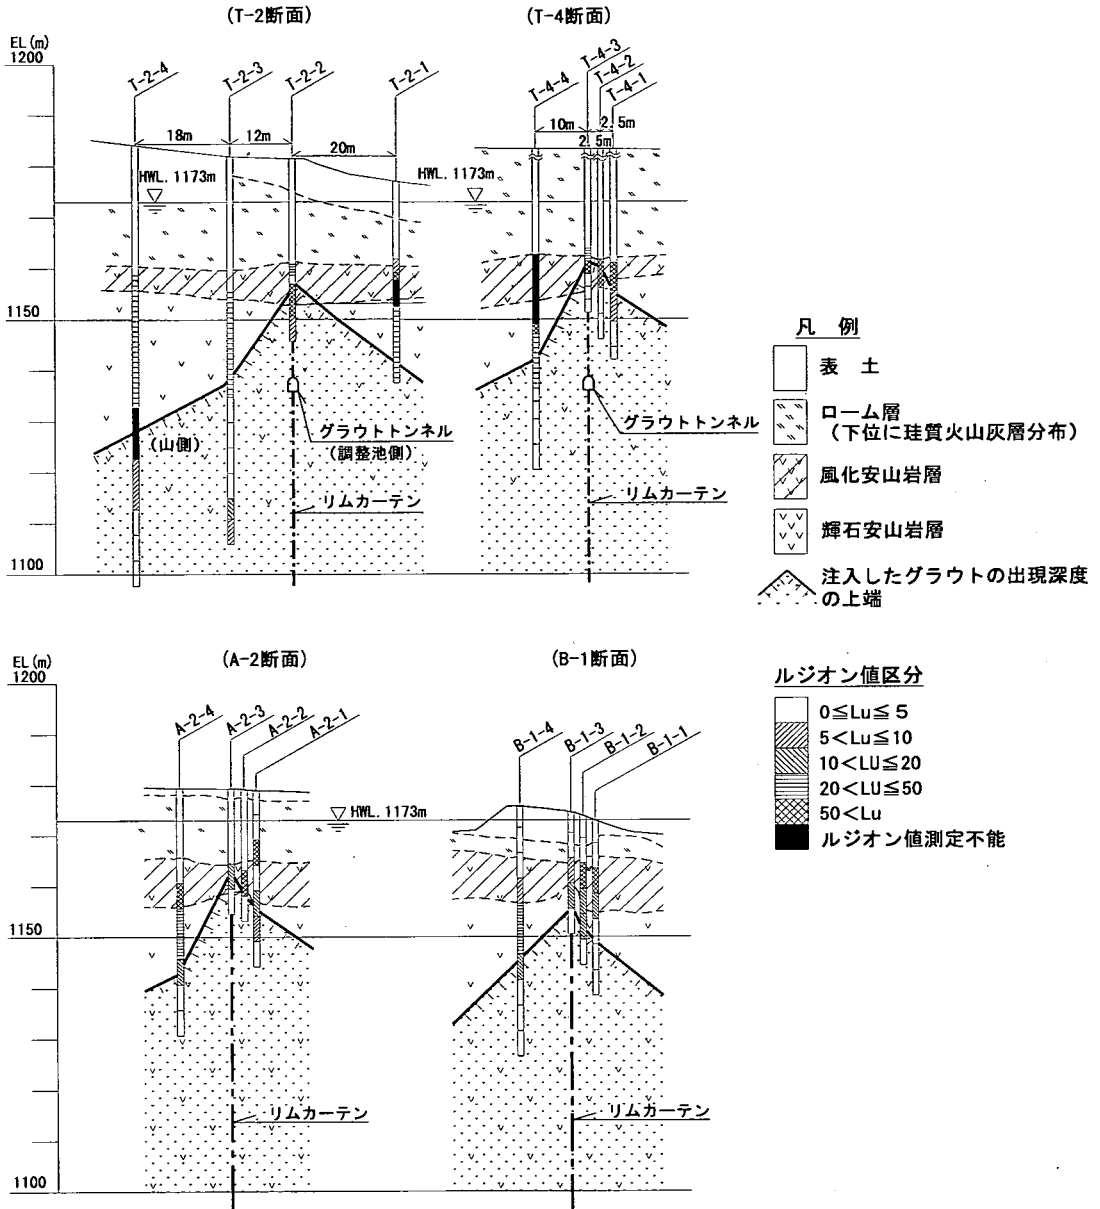 (T-2断面)
(T-4断面)
EL(m)
1200
T-2-4
T-2-3
T-2-2
T-2-1
T-4-4
T-4-3
T-4-2
T-4-1
18m
12m
20m
10m
2.5m
2.5m
HWL.1173m
HWL.1173m
1150
(山側)
グラウトトンネル
(調整池側)
グラウトトンネル
リムカーテン
リムカーテン
1100
凡 例
表 土
ローム層
(下位に珪質火山灰層分布)
風化安山岩層
輝石安山岩層
注入したグラウトの出現深度
の上端
(A-2断面)
(B-1断面)
EL(m)
1200
A-2-4
A-2-3
A-2-2
A-2-1
B-1-4
B-1-3
B-1-2
B-1-1
HWL.1173m
1150
リムカーテン
リムカーテン
1100
ルジオン値区分
0≦Lu≦5
5<Lu≦10
10<LU≦20
20<LU≦50
50<Lu
ルジオン値測定不能